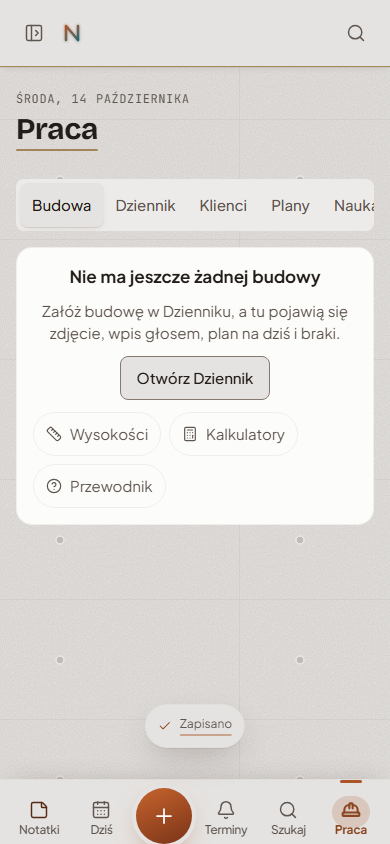 N
ŚRODA, 14 PAŹDZIERNIKA
Praca
Budowa Dziennik Klienci Plany Nauka
Nie ma jeszcze żadnej budowy
Załóż budowę w Dzienniku, a tu pojawią się
zdjęcie, wpis głosem, plan na dziś i braki.
Otwórz Dziennik
Wysokości Kalkulatory
Przewodnik
Zapisano
Notatki Dziś Terminy Szukaj Praca